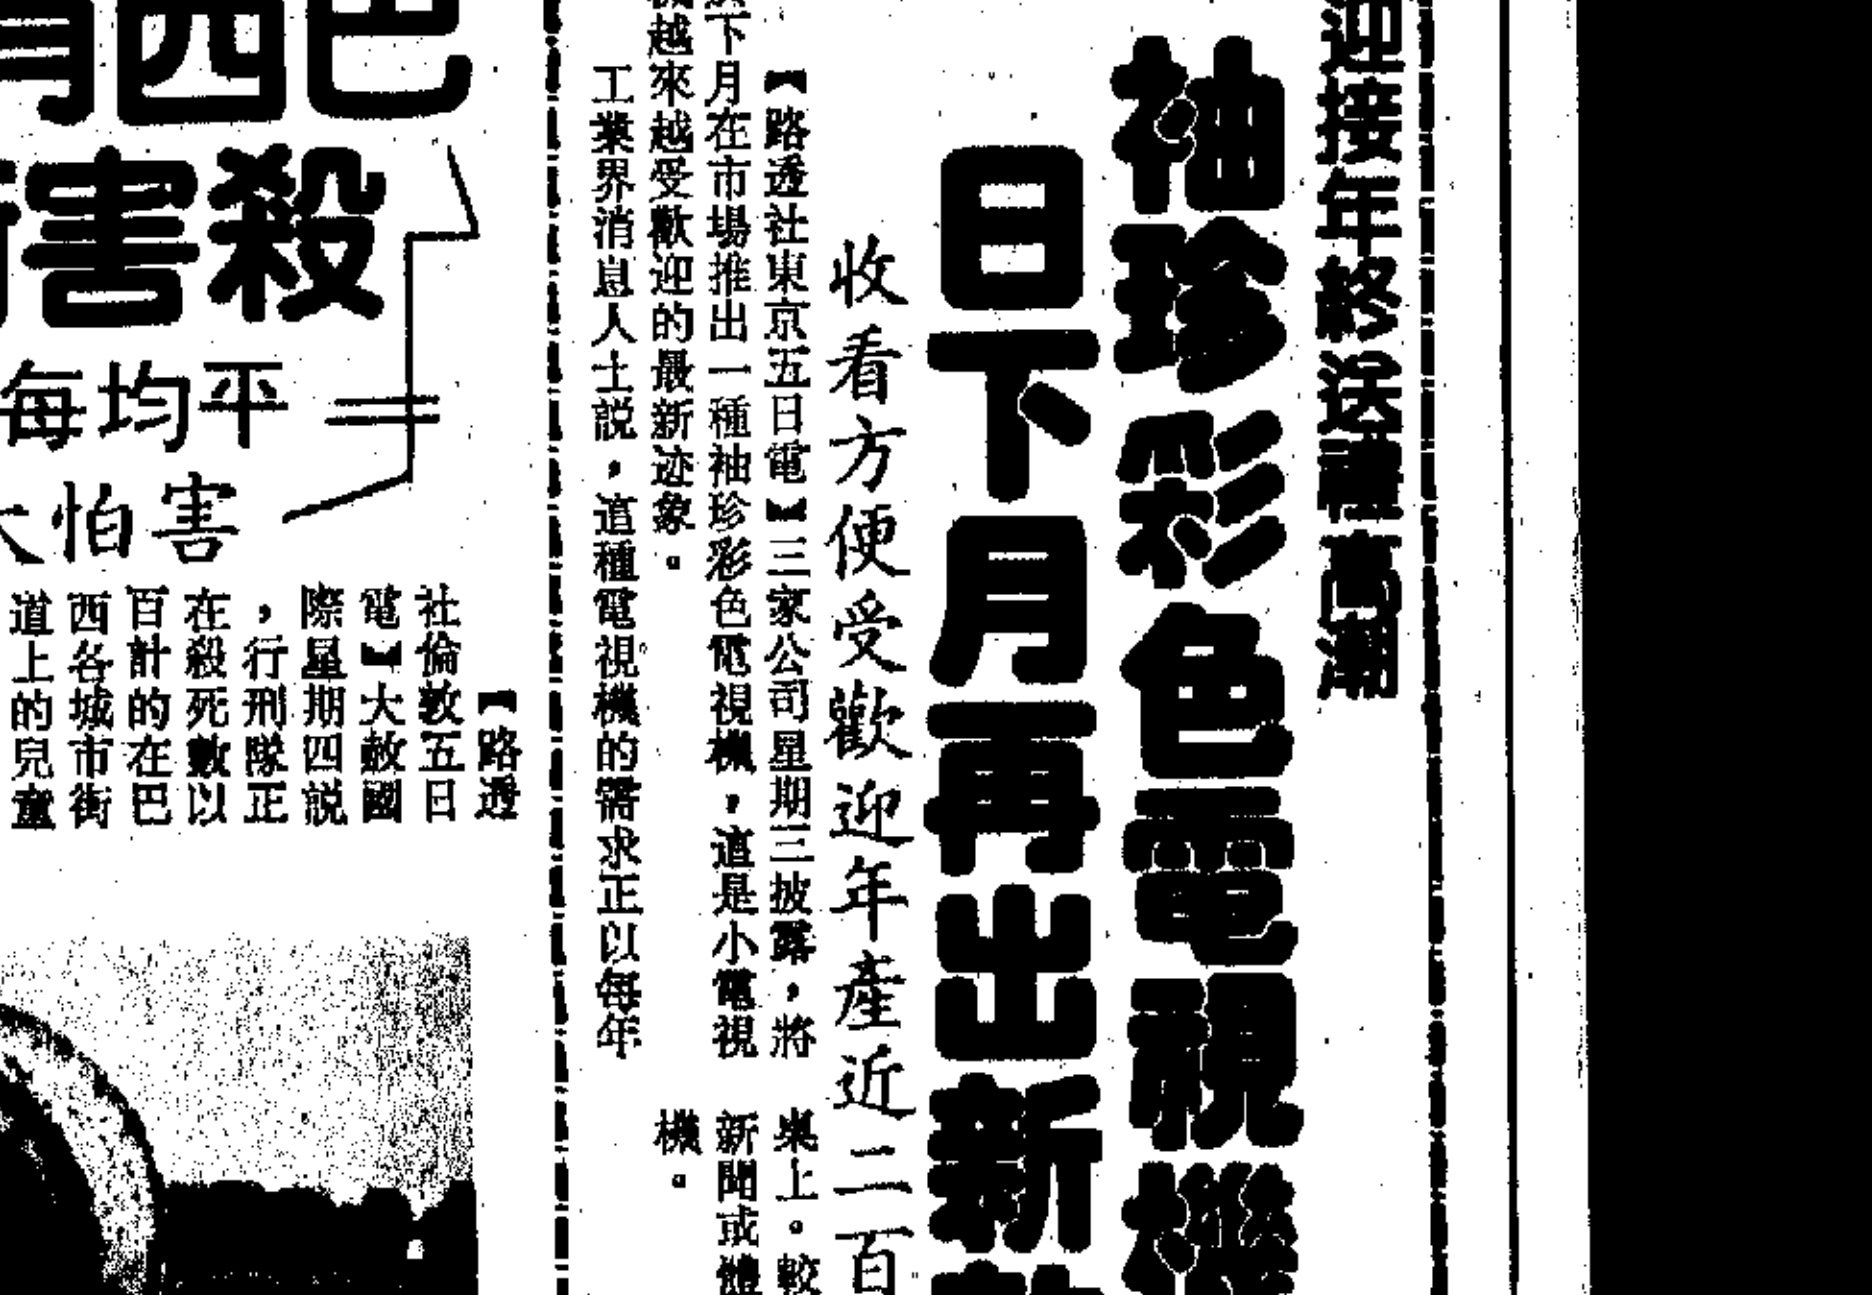 迎接年終送禮高潮
袖珍彩色電視機
日下月再出新
收看方便受歡迎年產近二百
【路透社東京五日電】三家公司星期三披露,將
下月在市場推出一種袖珍彩色電視機,這是小電視
機越來越受歡迎的最新迹象。
工業界消息人士說,這種電視機的需求正以每年
桌上。較
新聞或體
機。
巴西
殺害
平均每
害怕
【路透
社倫敦五日
電】大赦國
際星期四說
,行刑隊正
在殺死數以
百計的在巴
西各城市街
道上的兒童